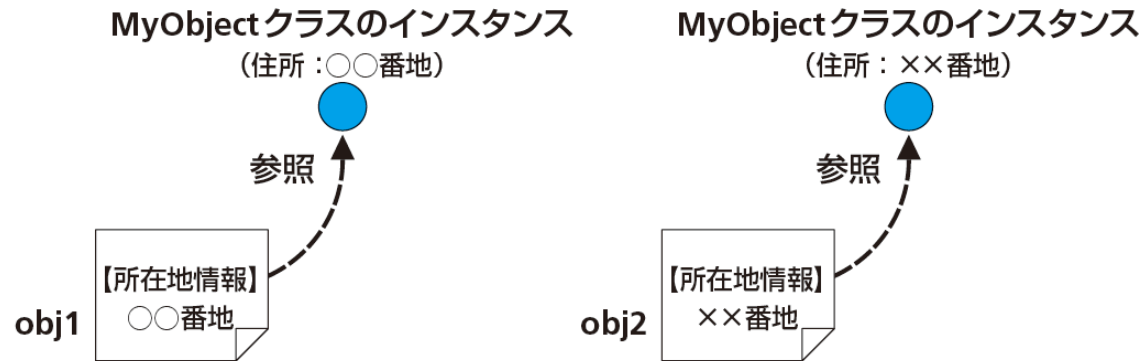 MyObjectクラスのインスタンス
(住所:○○番地)
参照
【所在地情報】
○○番地
obj1
MyObjectクラスのインスタンス
(住所:××番地)
参照
【所在地情報】
××番地
obj2